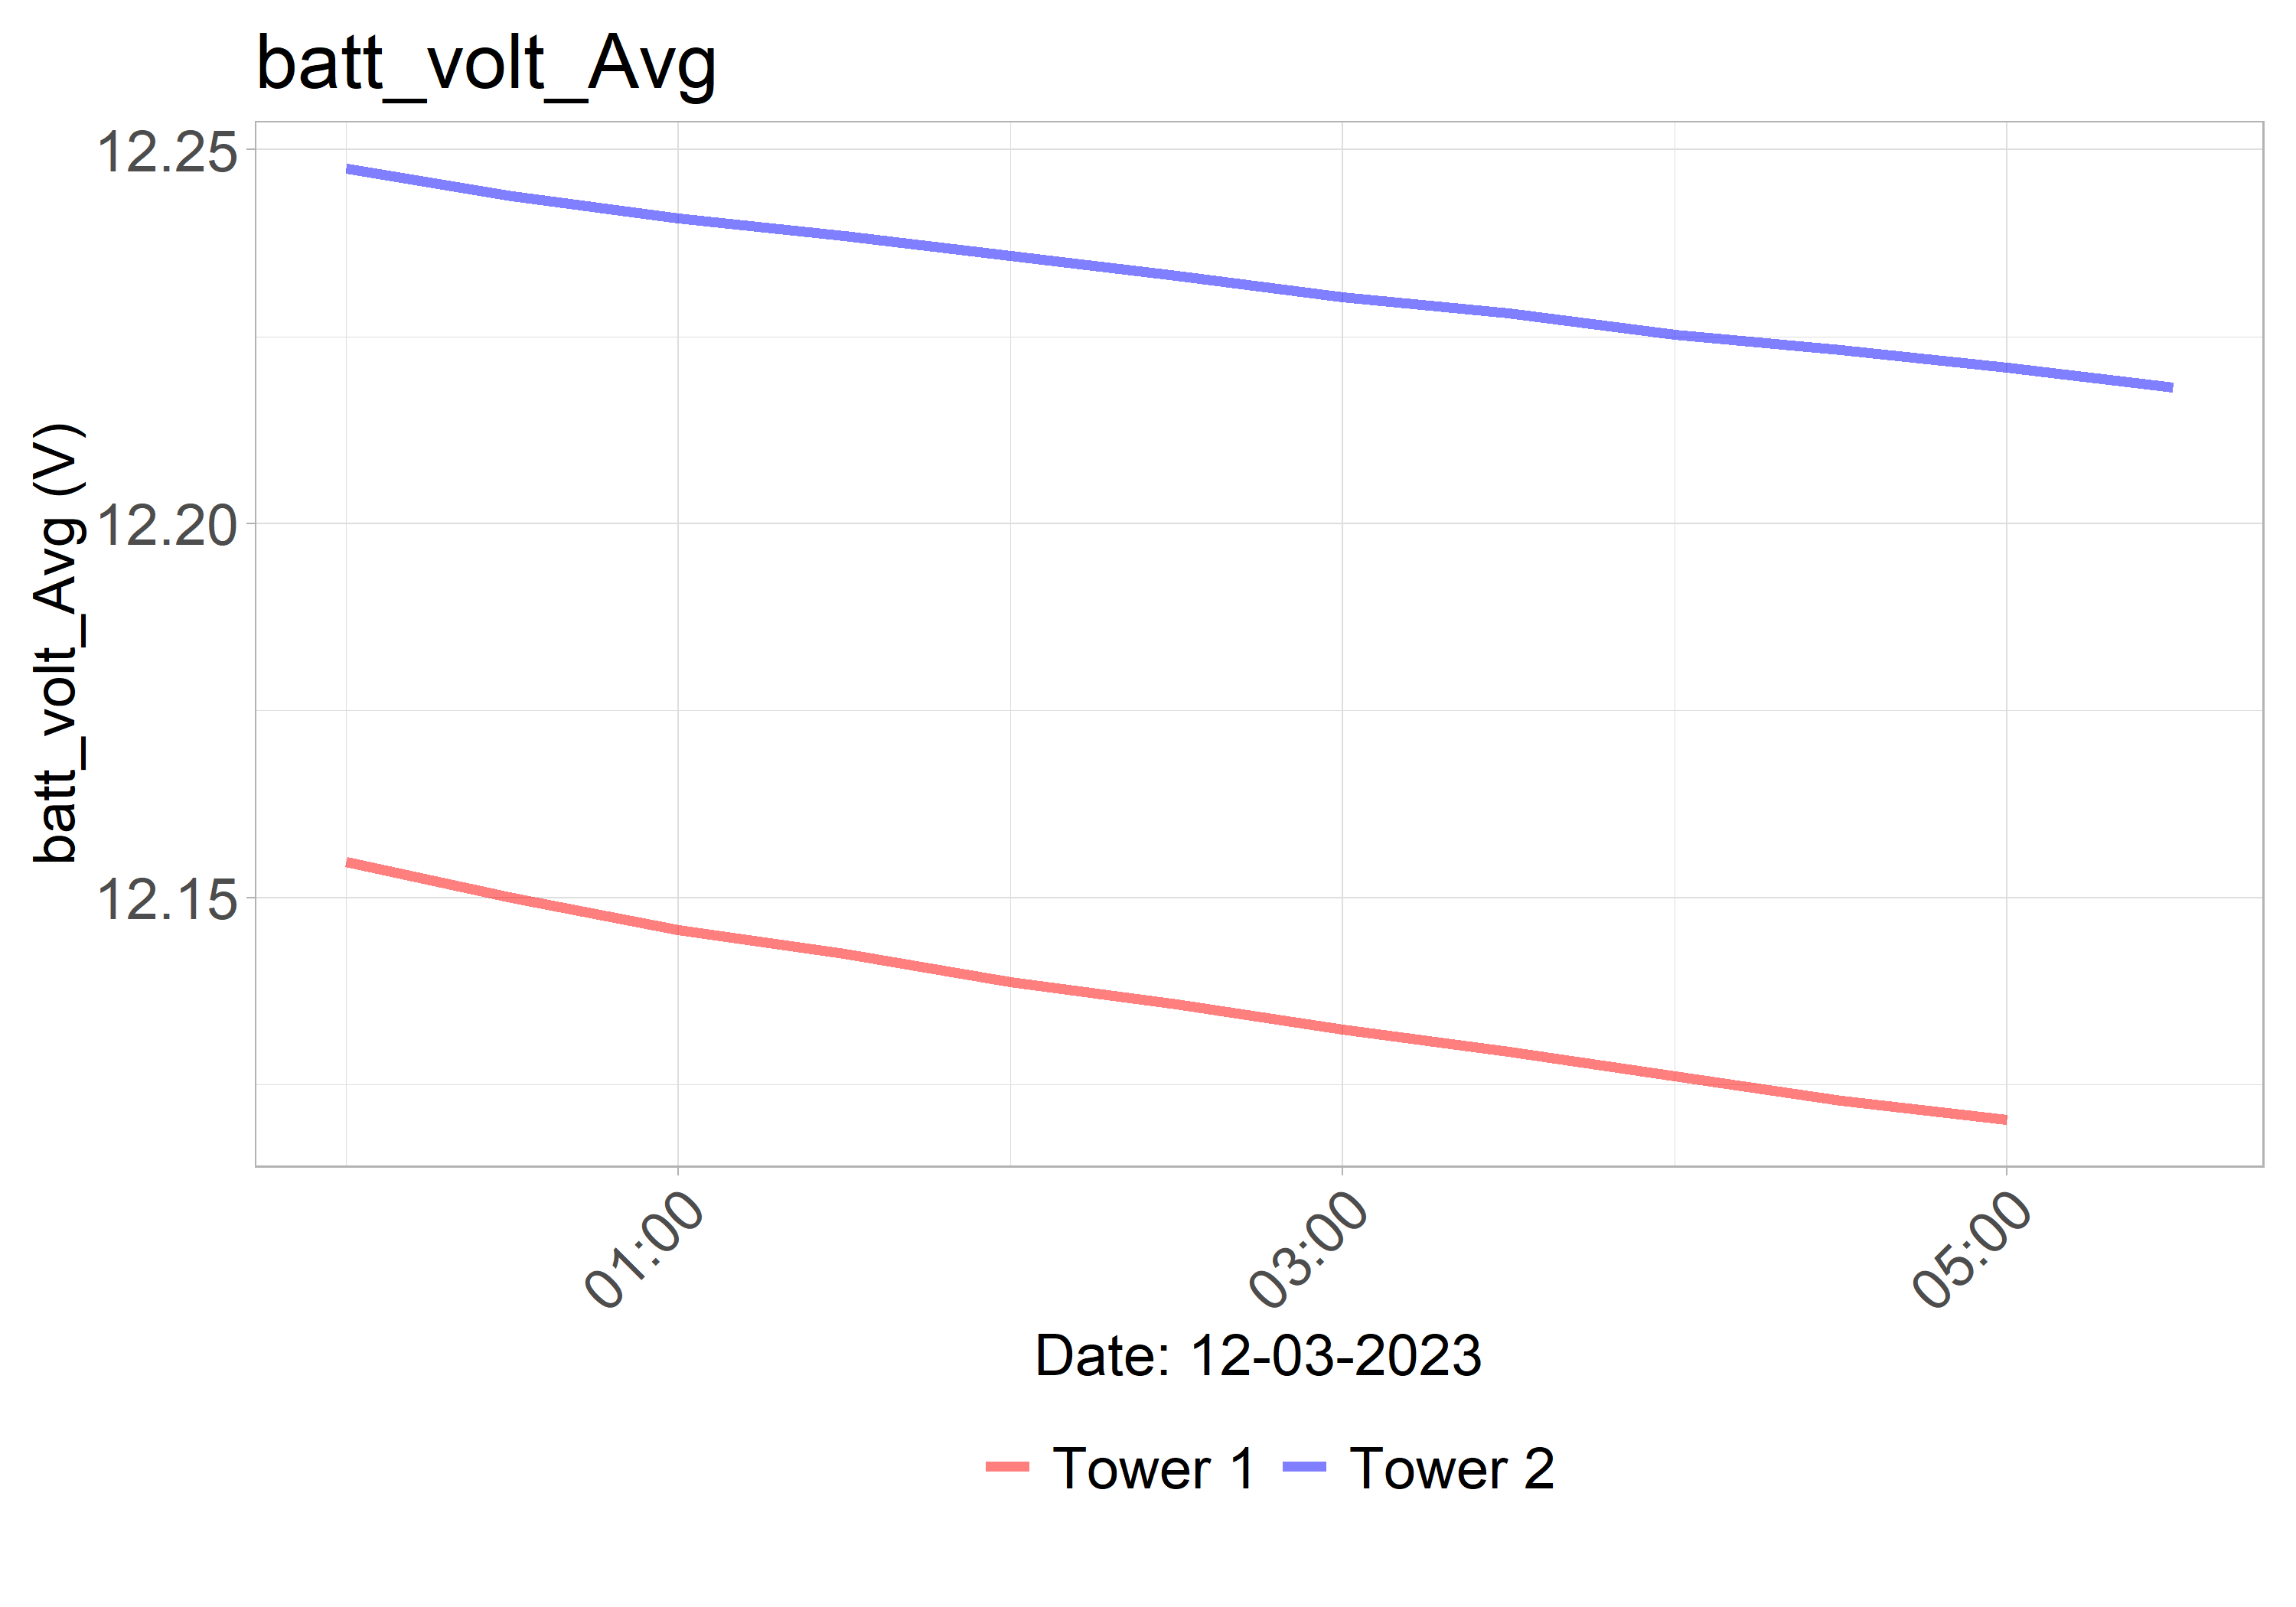 batt_volt_Avg
batt_volt_Avg (V)
12.25
12.20
12.15
01:00
03:00
05:00
Date: 12-03-2023
Tower 1
Tower 2